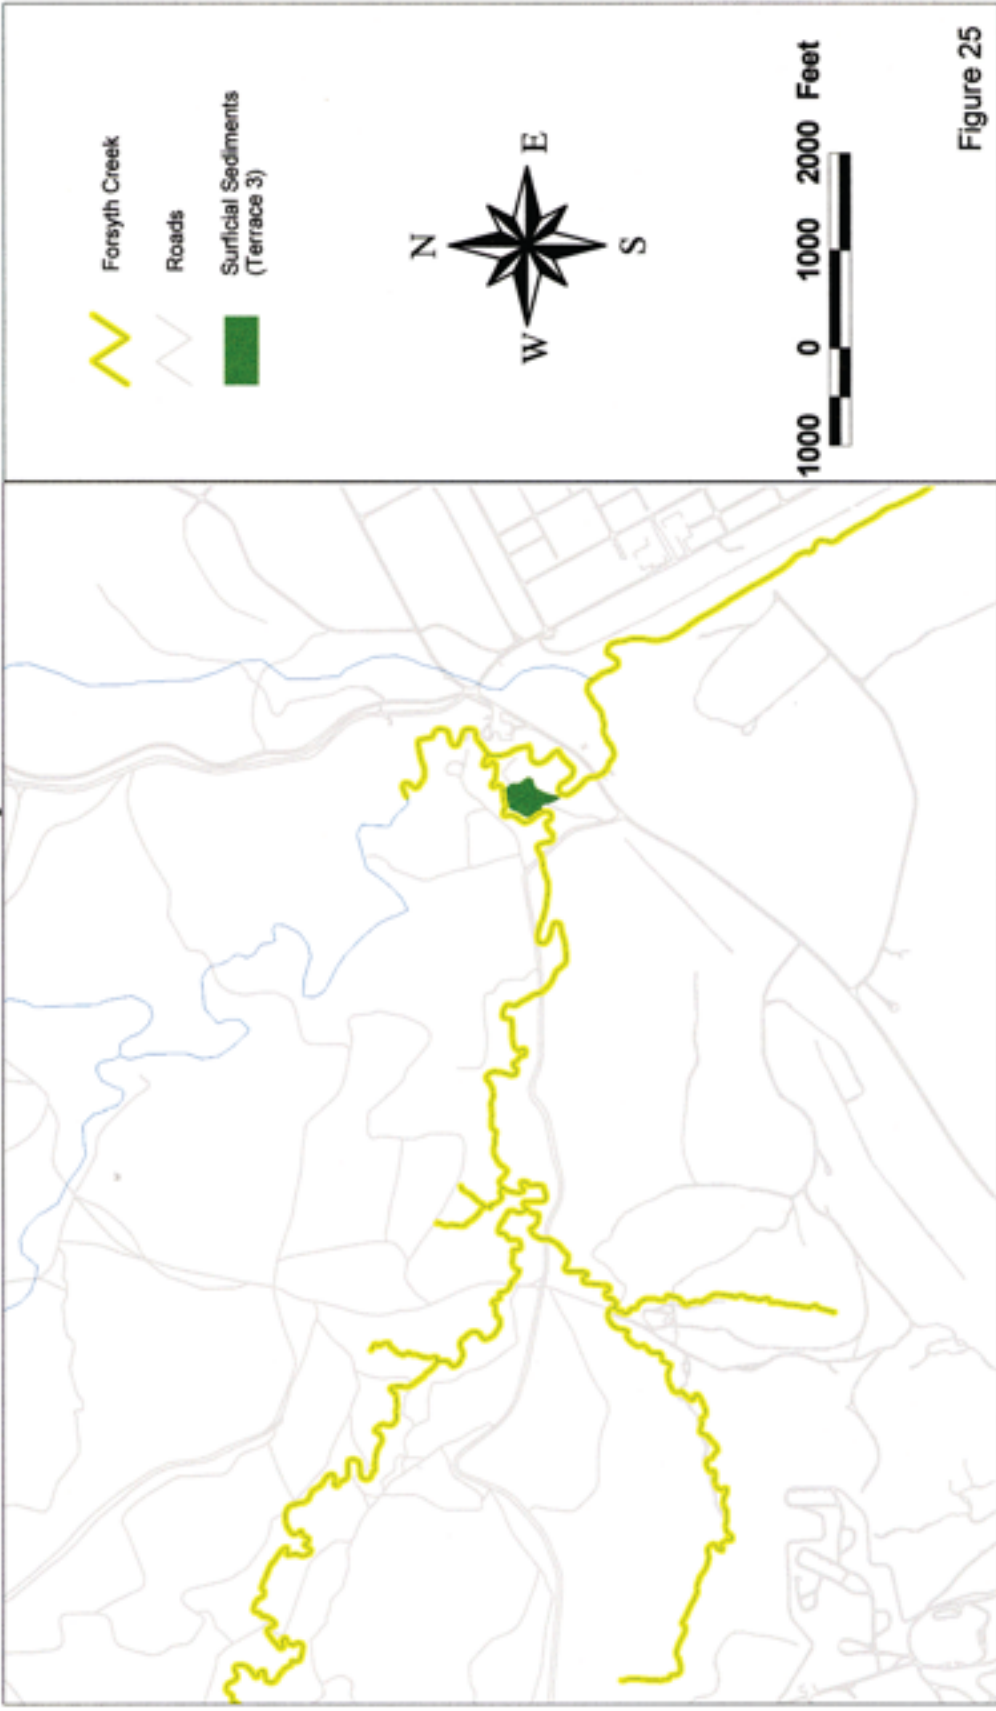 Forsyth Creek
Roads
Surficial Sediments
(Terrace 3)
N
W
E
S
1000 0 1000 2000 Feet
Figure 25